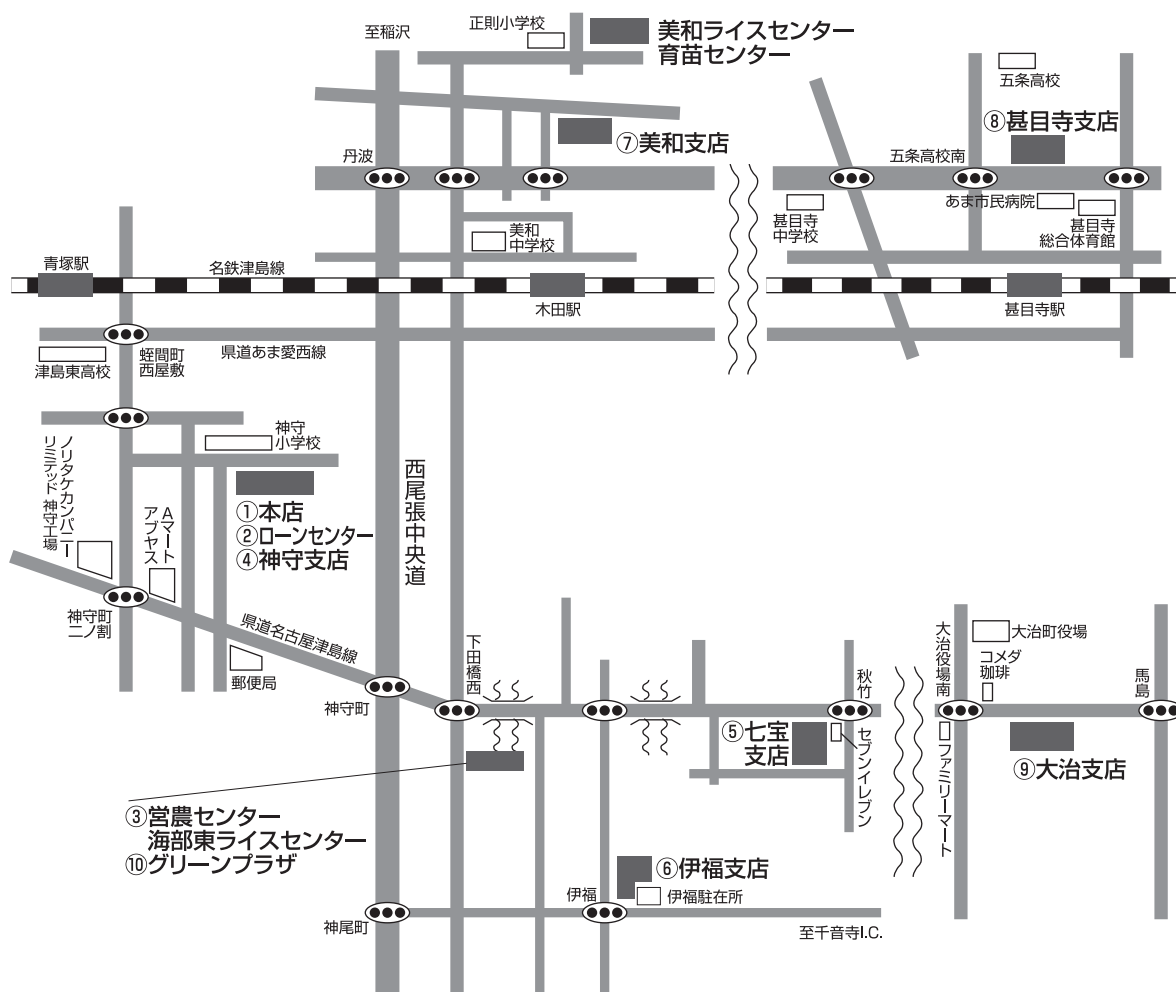 至稲沢
正則小学校
美和ライスセンター
育苗センター
五条高校
⑦美和支店
⑧甚目寺支店
丹波
五条高校南
美和
中学校
甚目寺
中学校
あま市民病院
甚目寺
総合体育館
青塚駅
名鉄津島線
木田駅
甚目寺駅
津島東高校
蛭間町
西屋敷
県道あま愛西線
神守
小学校
ノリタケカンパニー
リミテッド 神守工場
Aマート
アブヤス
①本店
②ローンセンター
④神守支店
西尾張中央道
神守町
二ノ割
県道名古屋津島線
郵便局
神守町
下田橋西
秋竹
大治役場南
大治町役場
コメダ
珈琲
馬島
⑤七宝
支店
セブンイレブン
ファミリーマート
⑨大治支店
③営農センター
海部東ライスセンター
⑩グリーンプラザ
⑥伊福支店
伊福
伊福駐在所
神尾町
至千音寺I.C.